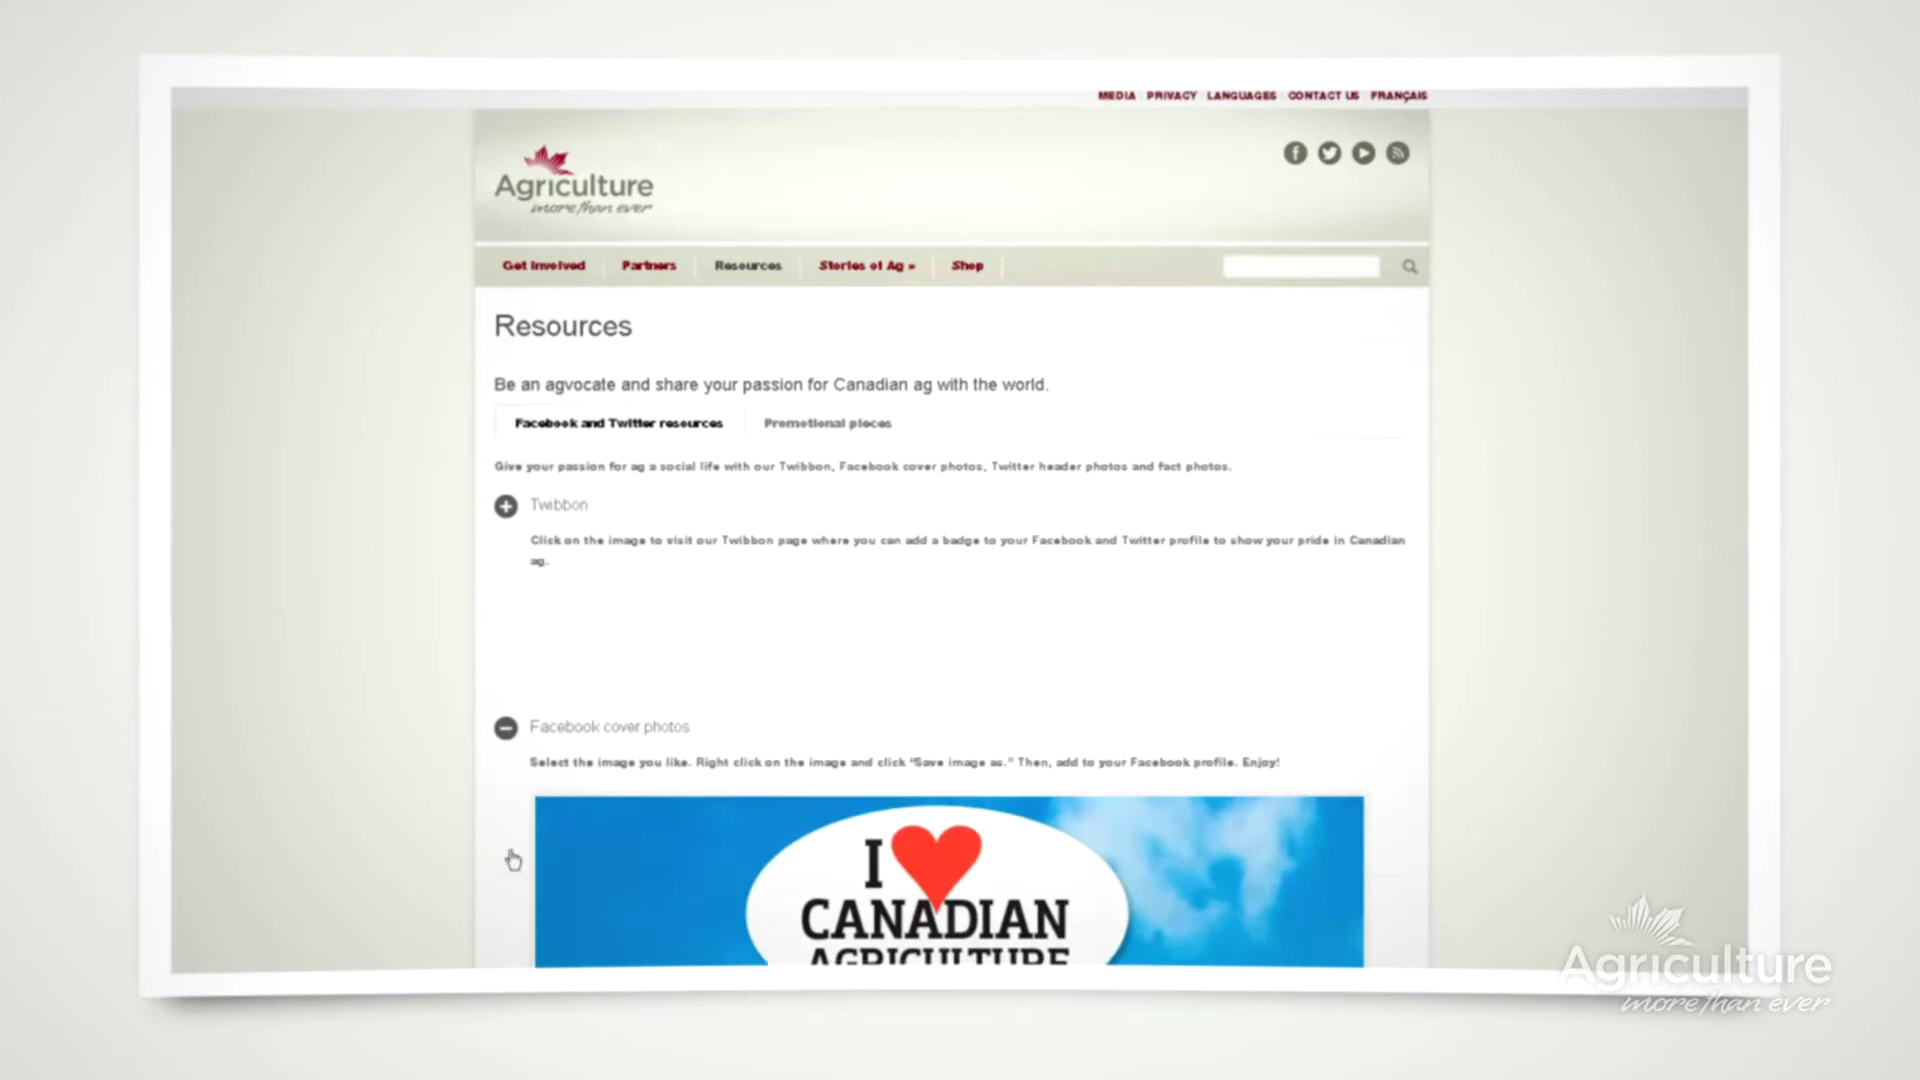 MEDIA PRIVACY LANGUAGES CONTACT US FRANÇAIS
Agriculture
more than ever
Get Involved Partners Resources Stories of Ag » Shop
Resources
Be an agvocate and share your passion for Canadian ag with the world.
Facebook and Twitter resources Promotional pieces
Give your passion for ag a social life with our Twibbon, Facebook cover photos, Twitter header photos and fact photos.
Twibbon
Click on the image to visit our Twibbon page where you can add a badge to your Facebook and Twitter profile to show your pride in Canadian
ag.
Facebook cover photos
Select the image you like. Right click on the image and click "Save image as." Then, add to your Facebook profile. Enjoy!
I
CANADIAN
AGRICULTURE
Agriculture
more than ever